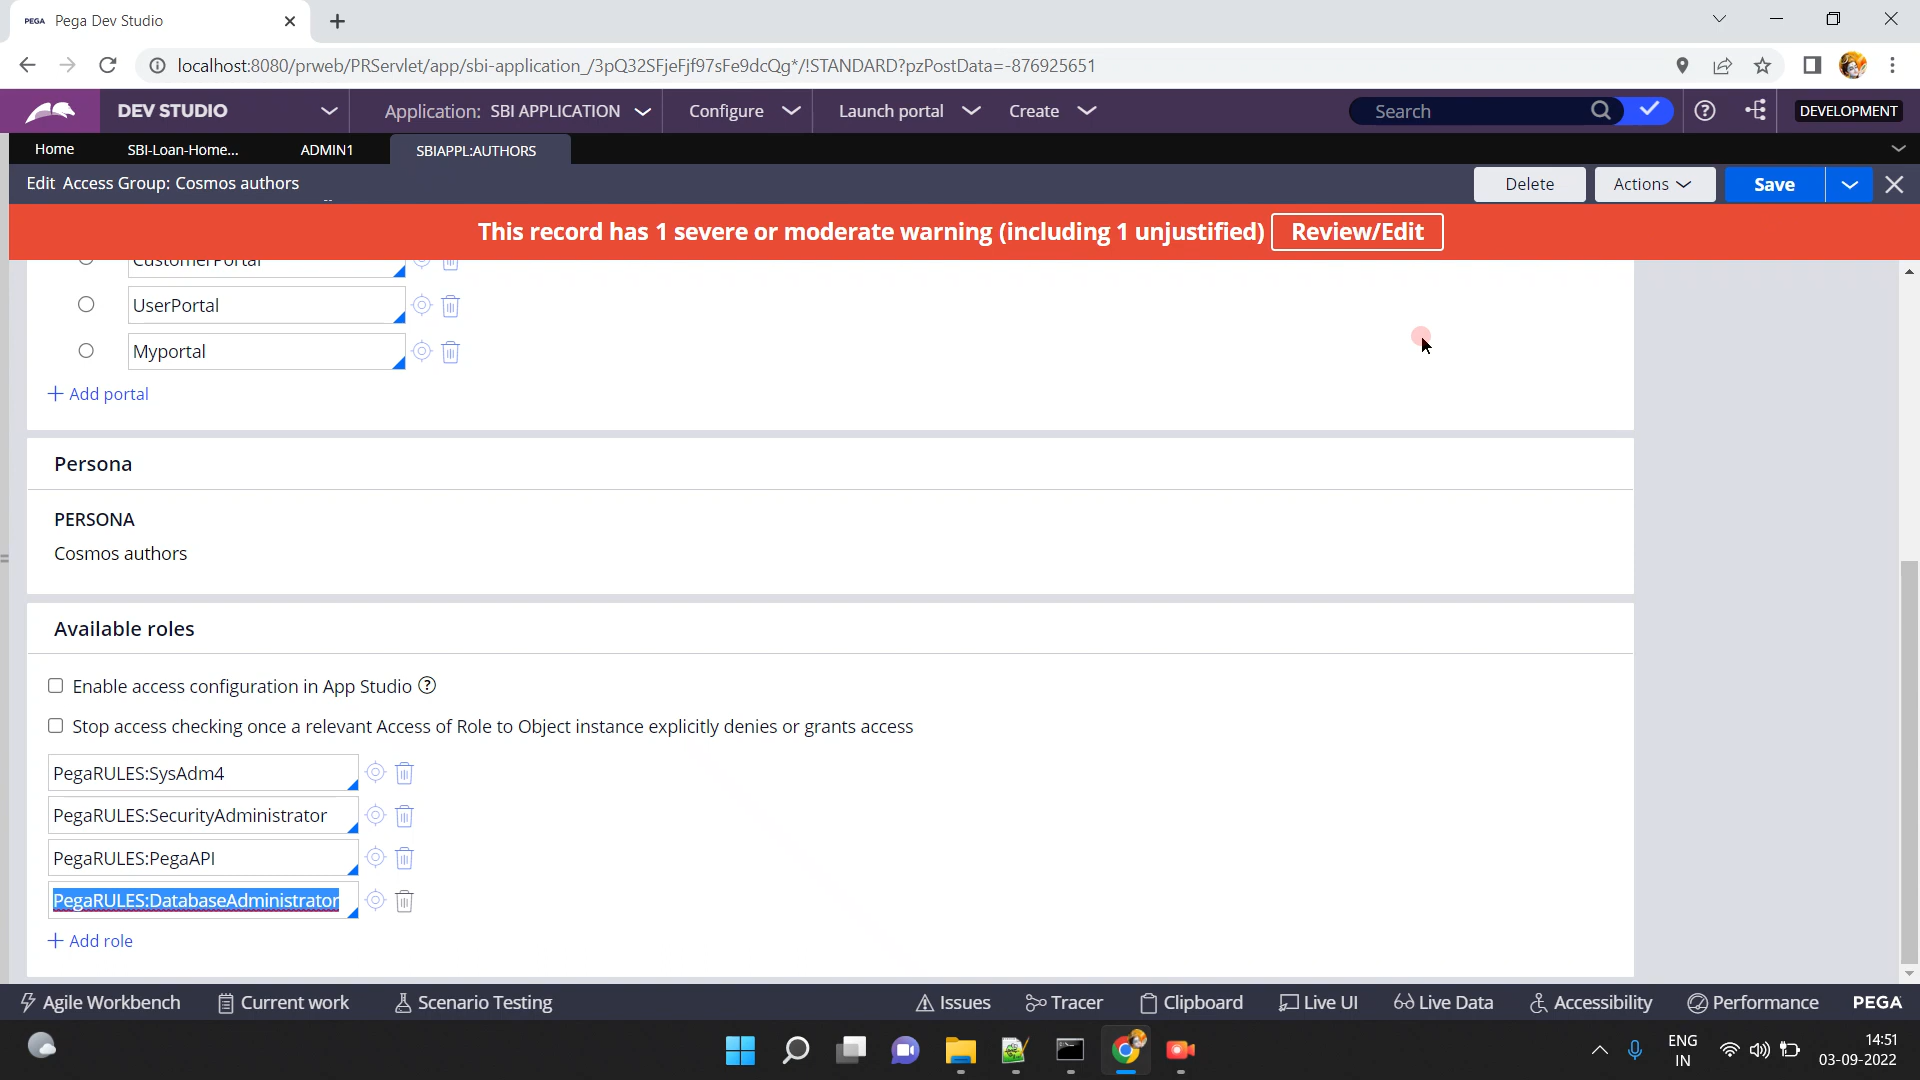 PEGA Pega Dev Studio
localhost:8080/prweb/PRServlet/app/sbi-application_/3pQ32SFjeFjf97sFe9dcQg*/!STANDARD?pzPostData=-876925651
DEV STUDIO
Application: SBI APPLICATION
Configure
Launch portal
Create
Search
DEVELOPMENT
Home
SBI-Loan-Home...
ADMIN1
SBIAPPL:AUTHORS
Edit Access Group: Cosmos authors
Delete
Actions
Save
This record has 1 severe or moderate warning (including 1 unjustified)
Review/Edit
CustomerPortal
UserPortal
Myportal
Add portal
Persona
PERSONA
Cosmos authors
Available roles
Enable access configuration in App Studio
Stop access checking once a relevant Access of Role to Object instance explicitly denies or grants access
PegaRULES:SysAdm4
PegaRULES:SecurityAdministrator
PegaRULES:PegaAPI
PegaRULES:DatabaseAdministrator
Add role
Agile Workbench
Current work
Scenario Testing
Issues
Tracer
Clipboard
Live UI
Live Data
Accessibility
Performance
PEGA
ENG
IN
14:51
03-09-2022